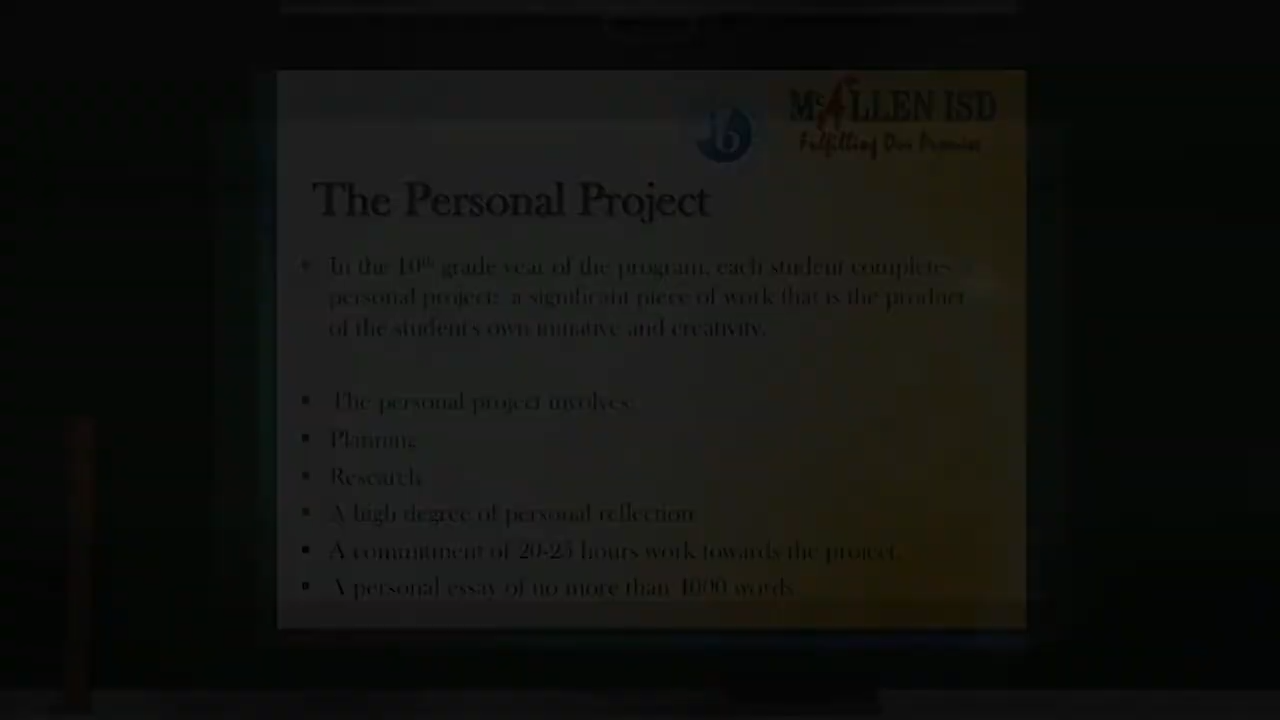 b
McALLEN ISD
Fulfilling Our Promise
The Personal Project
In the 10th grade year of the program, each student completes
personal project: a significant piece of work that is the product
of the student's own initiative and creativity.
The personal project involves:
Planning
Research
A high degree of personal reflection
A commitment of 20-25 hours work towards the project.
A personal essay of no more than 4000 words